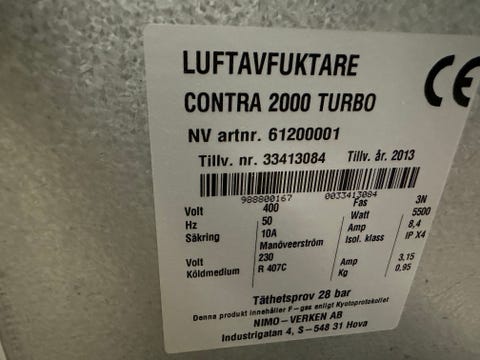 LUFTAVFUKTARE
CE
CONTRA 2000 TURBO
NV artnr. 61200001
Tillv. nr. 33413084 Tillv. år. 2013
988800167 0033413084
Volt 400 Fas 3N
Hz 50 Watt 5500
Säkring 10A Amp 8,4
Manöveerström Isol. klass IP X4
Volt 230 Amp 3.15
Köldmedium R 407C Kg 0.95
Täthetsprov 28 bar
Denna produkt innehåller F-gas enligt Kyotoprotokollet
NIMO-VERKEN AB
Industrigatan 4, S-548 31 Hova